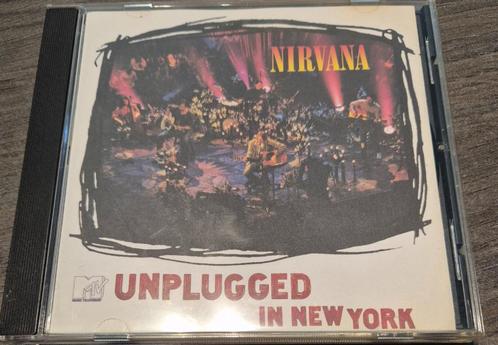 NIRVANA
MTV UNPLUGGED
IN NEW YORK